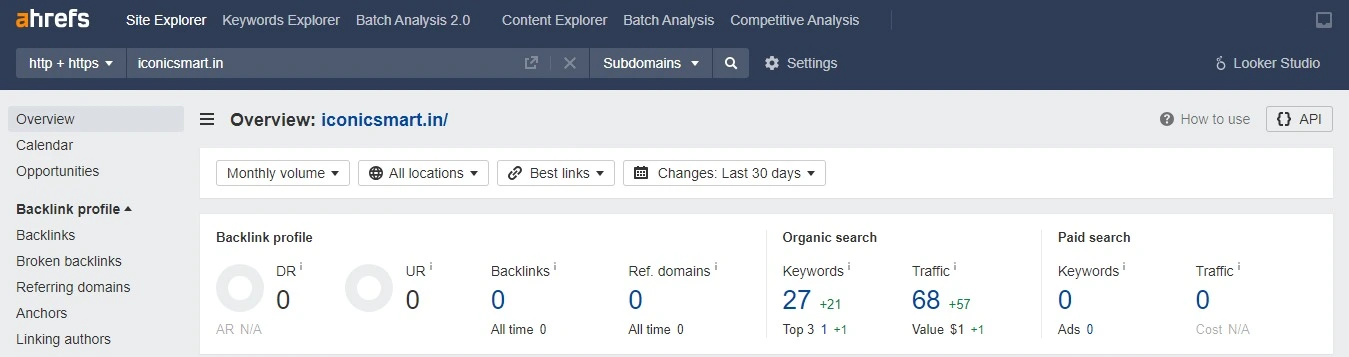 ahrefs Site Explorer Keywords Explorer Batch Analysis 2.0 Content Explorer Batch Analysis Competitive Analysis
http + https iconicsmart.in Subdomains Settings Looker Studio
Overview
Calendar
Opportunities
Backlink profile
Backlinks
Broken backlinks
Referring domains
Anchors
Linking authors
Overview: iconicsmart.in/ How to use {} API
Monthly volume All locations Best links Changes: Last 30 days
Backlink profile
DR i UR i Backlinks i Ref. domains i
0 0 0 0
AR N/A All time 0 All time 0
Organic search
Keywords i Traffic i
27 +21 68 +57
Top 3 1 +1 Value $1 +1
Paid search
Keywords i Traffic i
0 0
Ads 0 Cost N/A